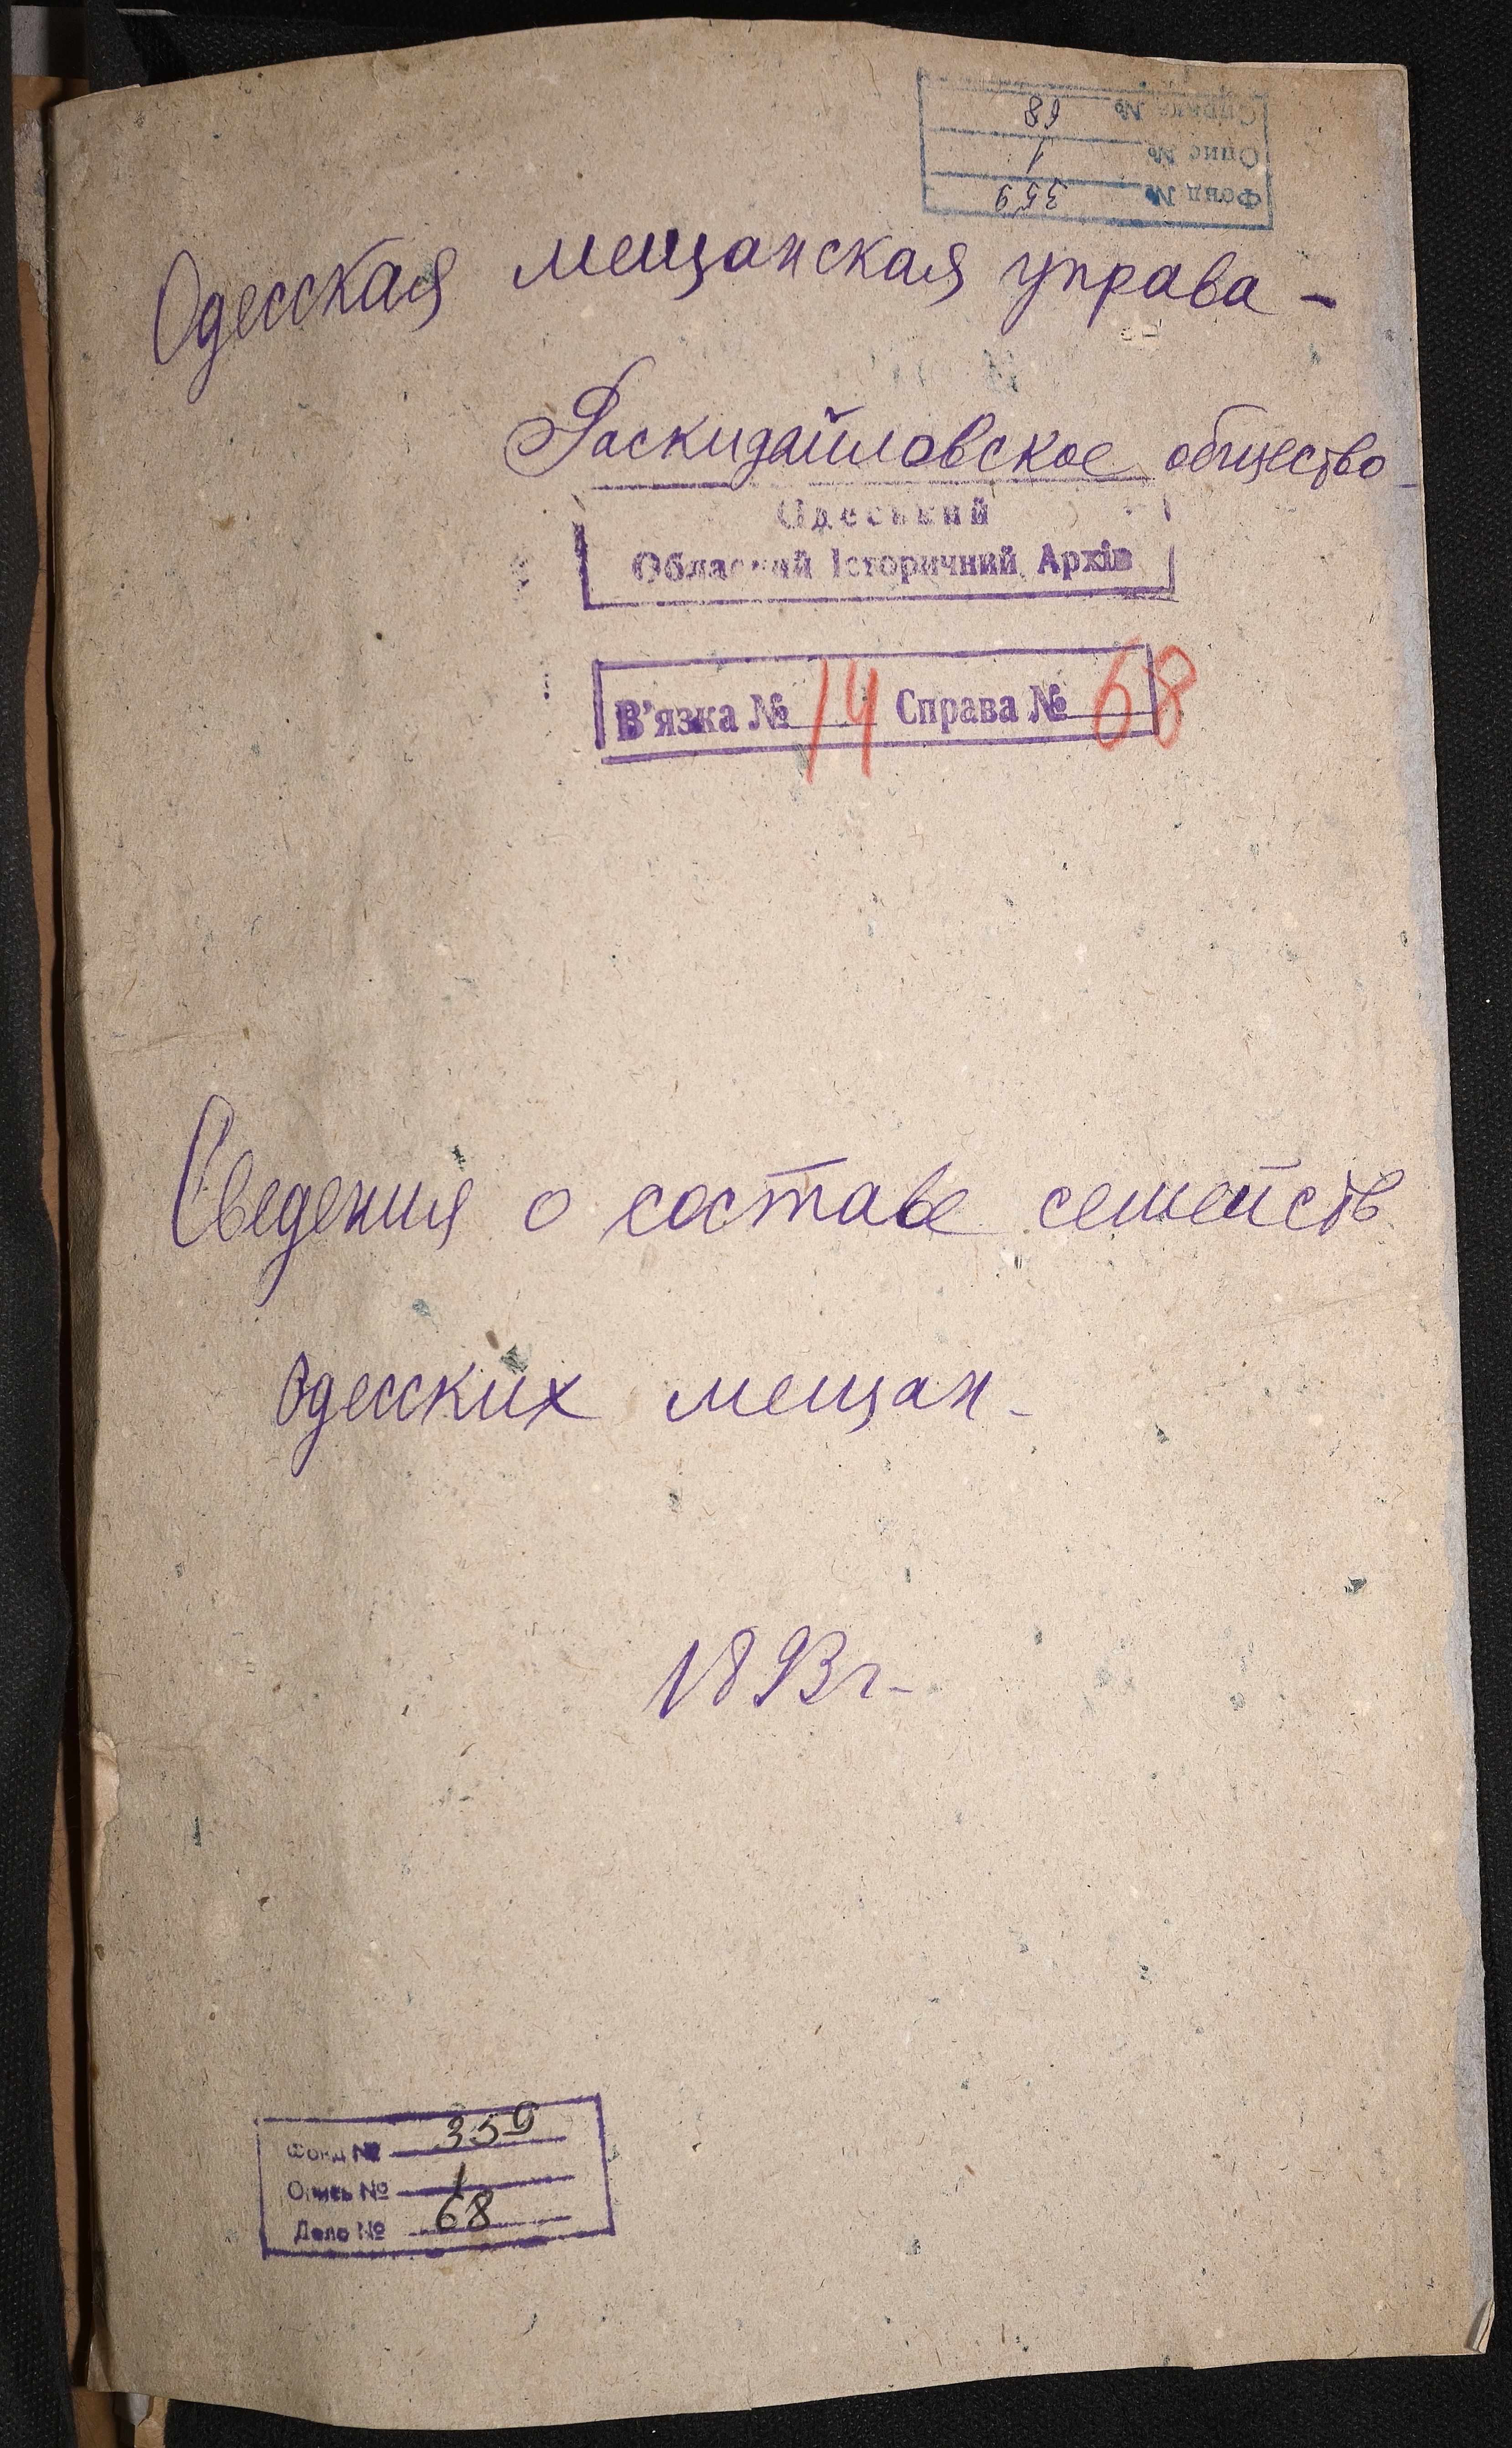 Справа № 68
Опис № 1
Фонд № 359
Одесская мещанская управа -
Раскидайловское общество
Одеський
Обласний Історичний Архів
В'язка № 14 Справа № 68
Сведения о составе семейств
Одесских мещан.
1893 г.
Фонд № 359
Опись № 1
Дело № 68